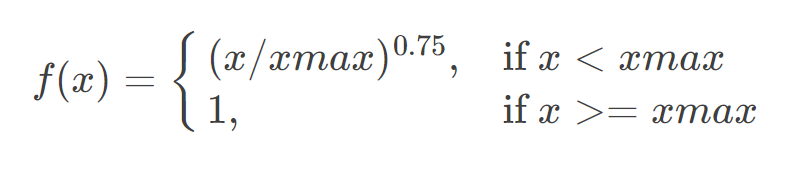 f(x) = { (x/xmax)^0.75, if x < xmax
1, if x >= xmax